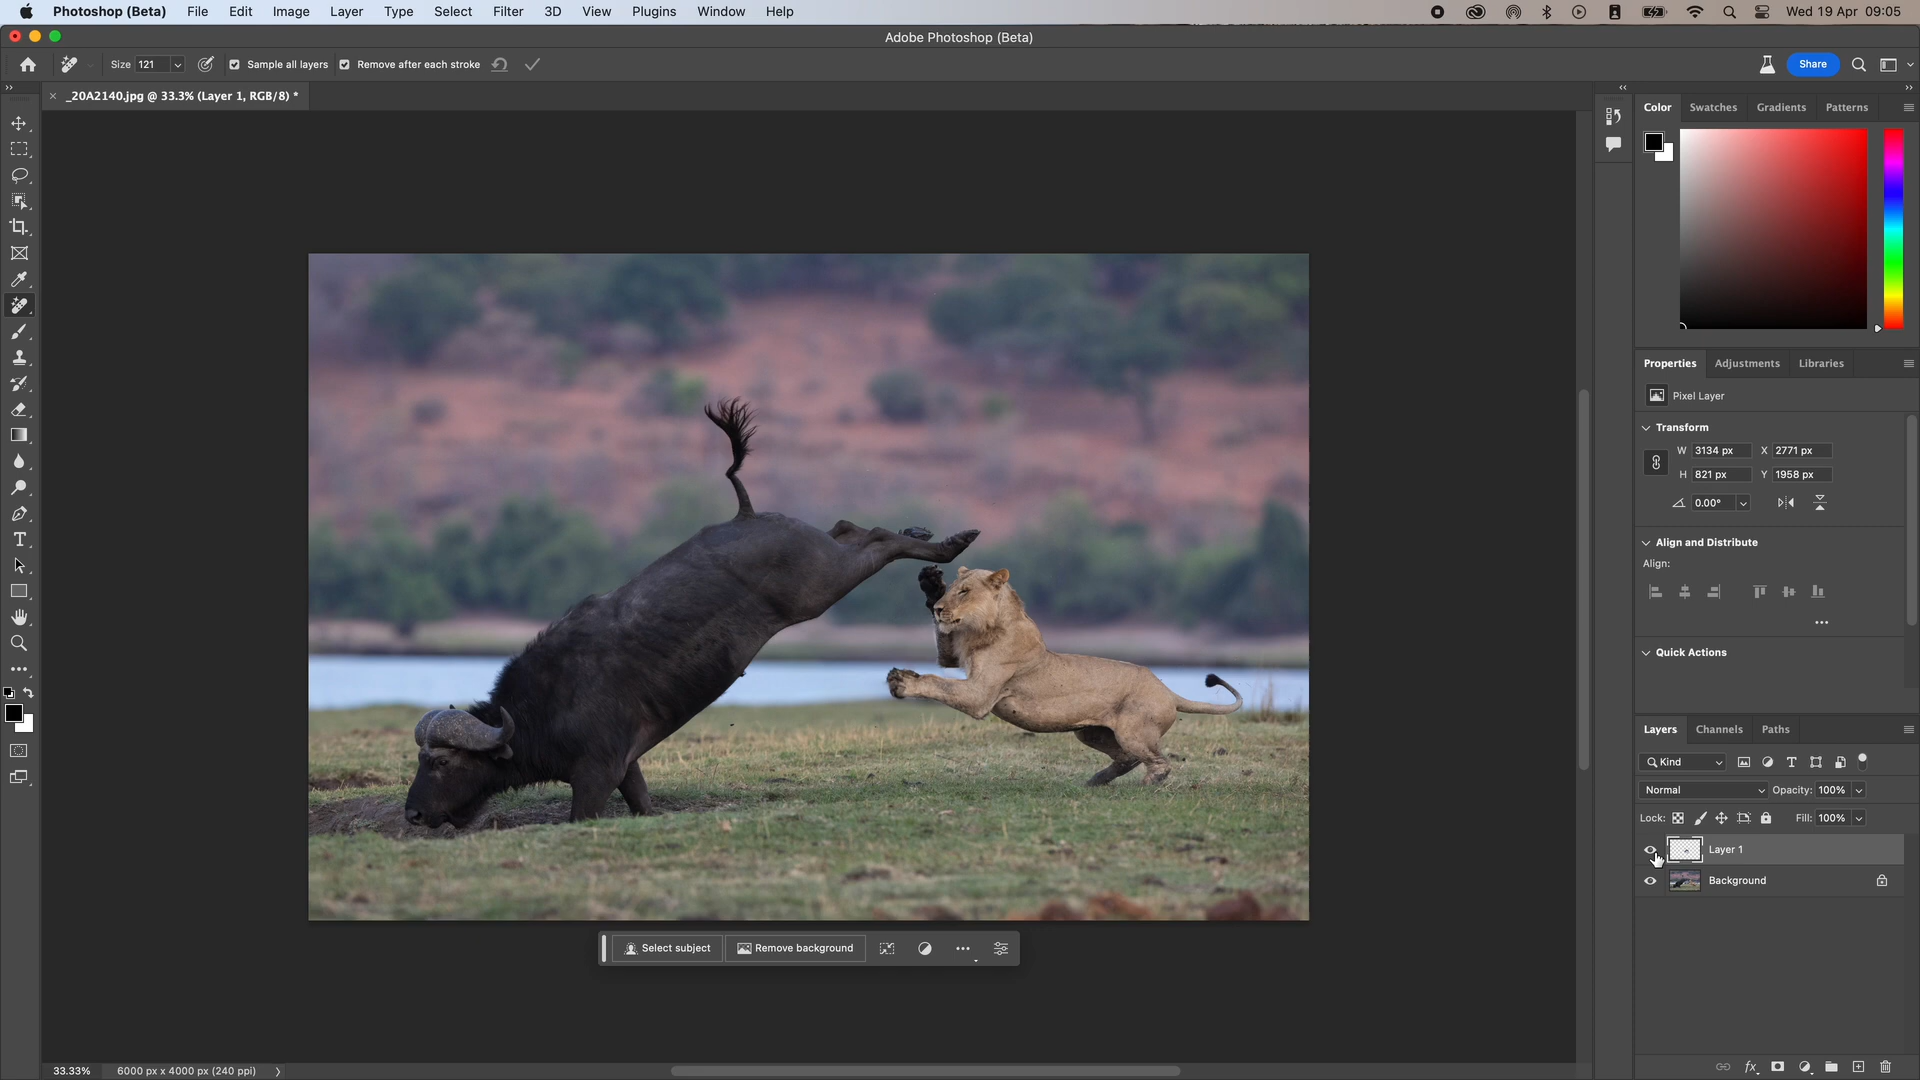 Photoshop (Beta) File Edit Image Layer Type Select Filter 3D View Plugins Window Help Wed 19 Apr 09:05
Adobe Photoshop (Beta)
Size 121 Sample all layers Remove after each stroke Share
_20A2140.jpg @ 33.3% (Layer 1, RGB/8) *
Color Swatches Gradients Patterns
Properties Adjustments Libraries
Pixel Layer
Transform
W 3134 px X 2771 px
H 821 px Y 1958 px
0.00°
Align and Distribute
Align:
Quick Actions
Layers Channels Paths
Kind
Normal Opacity: 100%
Lock: Fill: 100%
Layer 1
Background
Select subject Remove background
33.33% 6000 px x 4000 px (240 ppi)